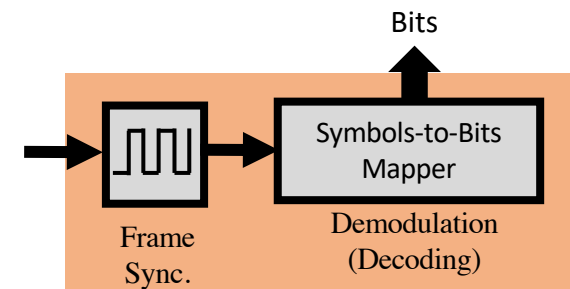 Bits
Symbols-to-Bits
Mapper
Frame
Sync.
Demodulation
(Decoding)